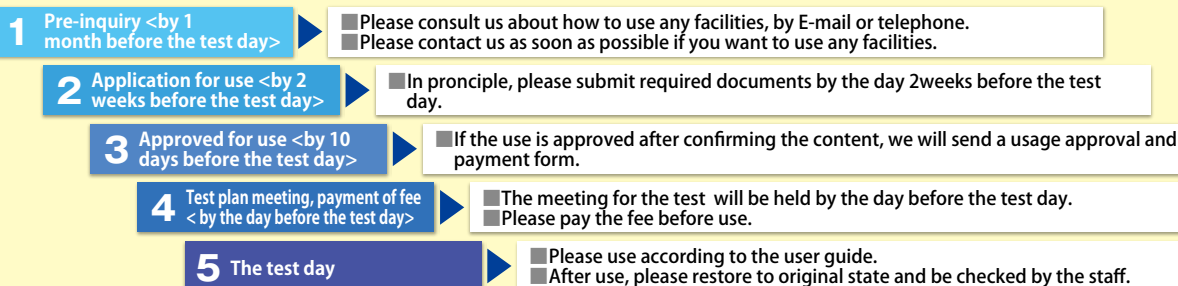 1 Pre-inquiry <by 1
month before the test day>
■Please consult us about how to use any facilities, by E-mail or telephone.
■Please contact us as soon as possible if you want to use any facilities.
2 Application for use <by 2
weeks before the test day>
■In pronciple, please submit required documents by the day 2weeks before the test
day.
3 Approved for use <by 10
days before the test day>
■If the use is approved after confirming the content, we will send a usage approval and
payment form.
4 Test plan meeting, payment of fee
< by the day before the test day>
■The meeting for the test  will be held by the day before the test day.
■Please pay the fee before use.
5 The test day
■Please use according to the user guide.
■After use, please restore to original state and be checked by the staff.